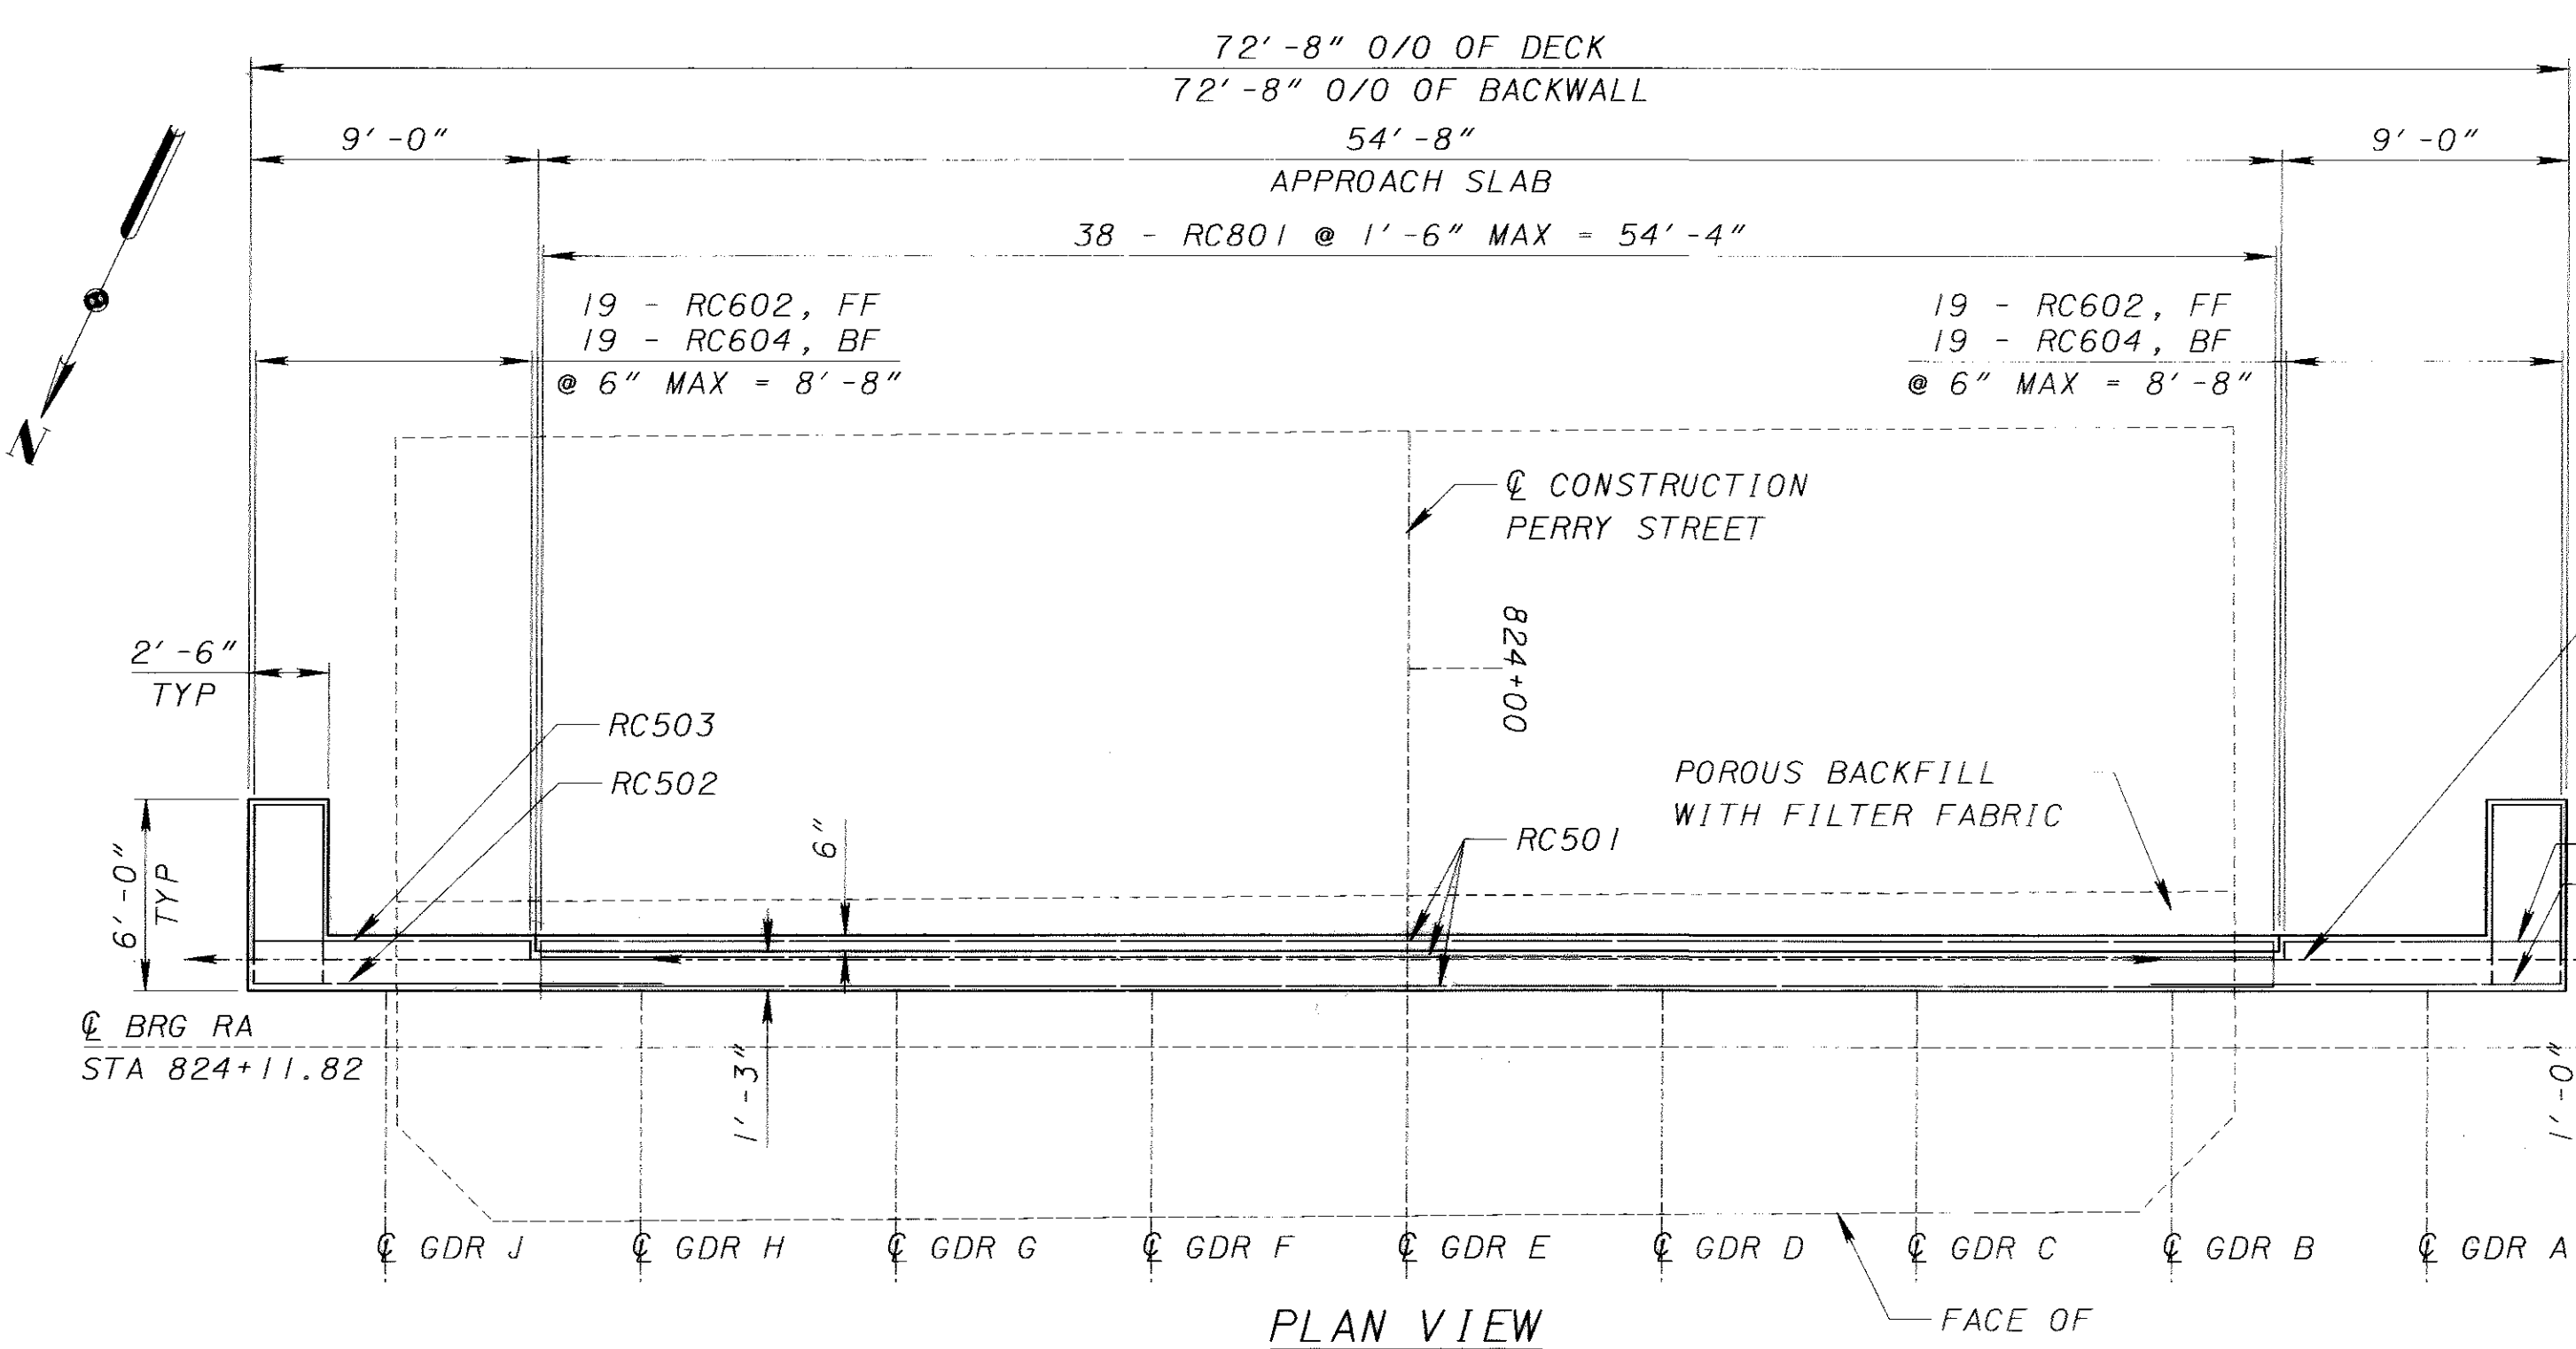 72'-8" O/O OF DECK
72'-8" O/O OF BACKWALL
9'-0"
54'-8"
9'-0"
APPROACH SLAB
38 - RC801 @ 1'-6" MAX = 54'-4"
19 - RC602, FF
19 - RC604, BF
@ 6" MAX = 8'-8"
19 - RC602, FF
19 - RC604, BF
@ 6" MAX = 8'-8"
N
℄ CONSTRUCTION
PERRY STREET
824+00
2'-6"
TYP
RC503
RC502
6'-0"
TYP
6"
RC501
POROUS BACKFILL
WITH FILTER FABRIC
℄ BRG RA
STA 824+11.82
1'-3"
1'-0"
℄ GDR J
℄ GDR H
℄ GDR G
℄ GDR F
℄ GDR E
℄ GDR D
℄ GDR C
℄ GDR B
℄ GDR A
PLAN VIEW
FACE OF